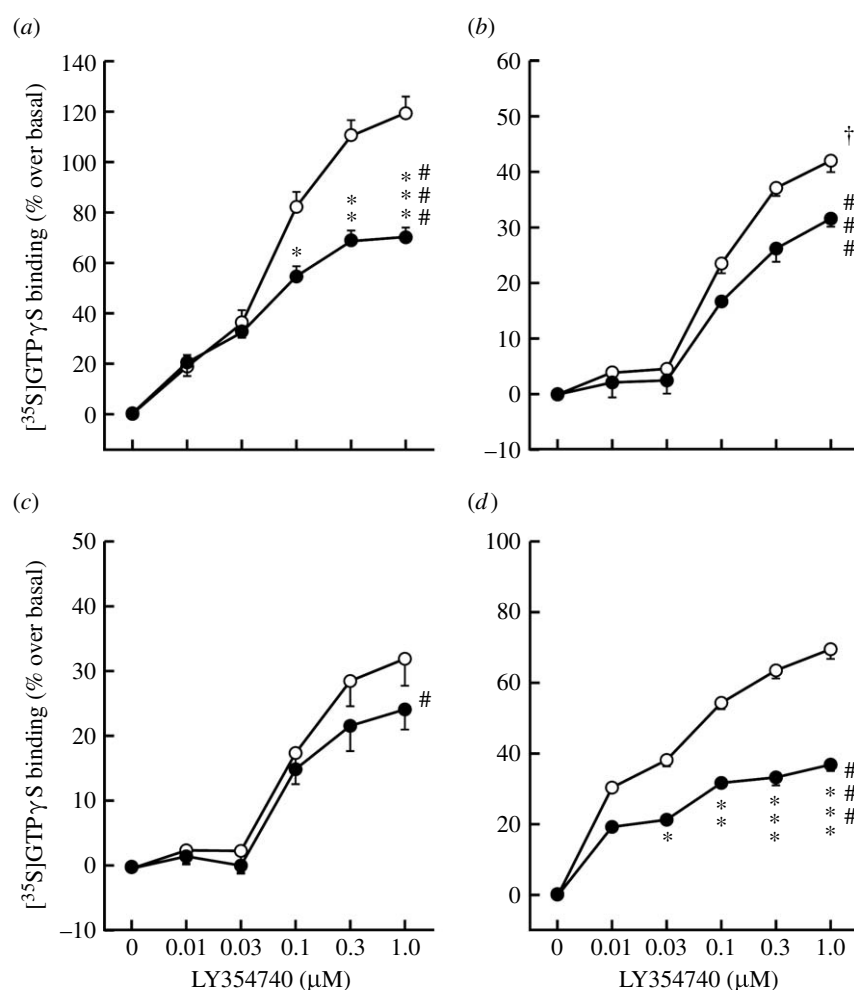 (a)
140
120
100
80
60
40
20
0
[³⁵S]GTPγS binding (% over basal)
*
* *
* * *
# # #
(b)
60
50
40
30
20
10
0
–10
†
# # #
(c)
50
40
30
20
10
0
–10
[³⁵S]GTPγS binding (% over basal)
#
0 0.01 0.03 0.1 0.3 1.0
LY354740 (μM)
(d)
100
80
60
40
20
0
*
* *
* * *
* * *
# # #
0 0.01 0.03 0.1 0.3 1.0
LY354740 (μM)